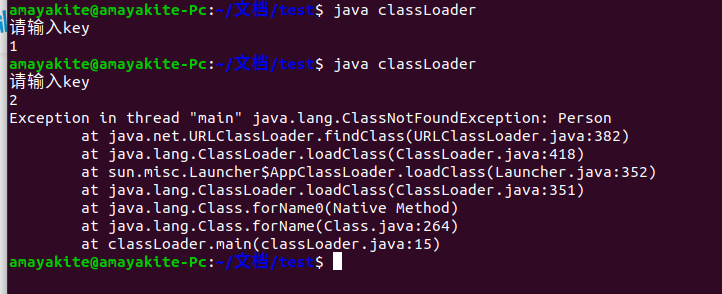 amayakite@amayakite-Pc:~/文档/test$ java classLoader
请输入key
1
amayakite@amayakite-Pc:~/文档/test$ java classLoader
请输入key
2
Exception in thread "main" java.lang.ClassNotFoundException: Person
        at java.net.URLClassLoader.findClass(URLClassLoader.java:382)
        at java.lang.ClassLoader.loadClass(ClassLoader.java:418)
        at sun.misc.Launcher$AppClassLoader.loadClass(Launcher.java:352)
        at java.lang.ClassLoader.loadClass(ClassLoader.java:351)
        at java.lang.Class.forName0(Native Method)
        at java.lang.Class.forName(Class.java:264)
        at classLoader.main(classLoader.java:15)
amayakite@amayakite-Pc:~/文档/test$